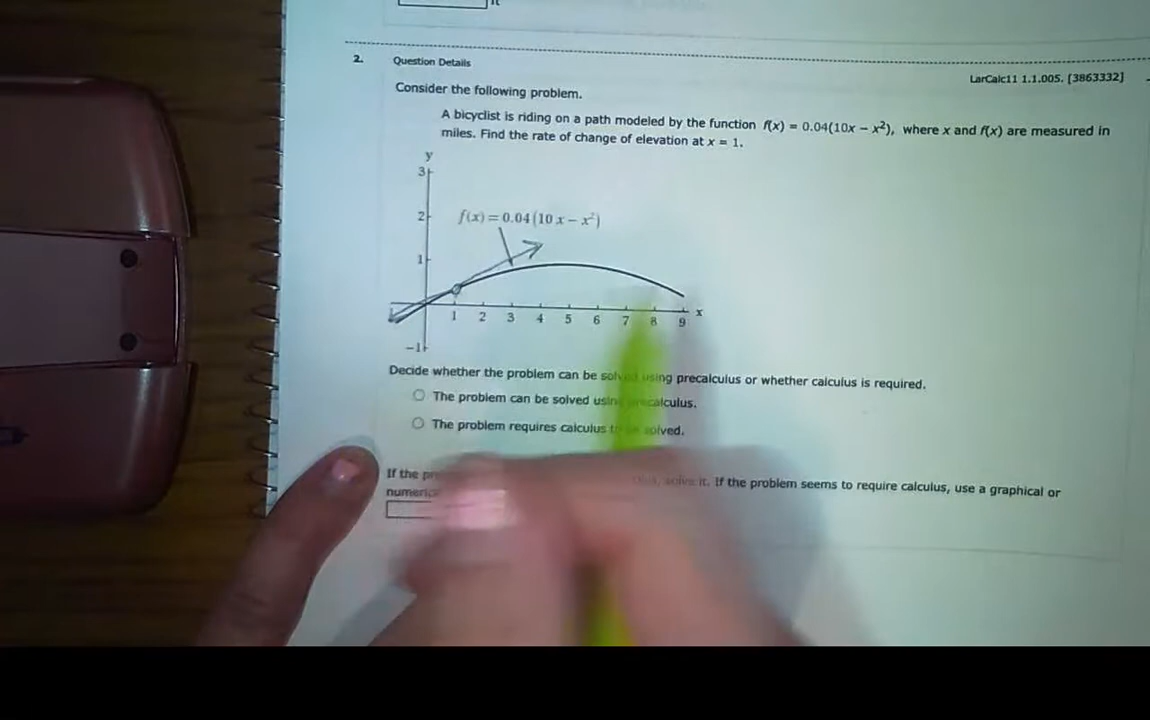 2. Question Details
LarCalc11 1.1.005. [3863332]
Consider the following problem.
A bicyclist is riding on a path modeled by the function f(x) = 0.04(10x − x²), where x and f(x) are measured in
miles. Find the rate of change of elevation at x = 1.
y
3
2
f(x) = 0.04(10x − x²)
1
x
1 2 3 4 5 6 7 8 9
−1
Decide whether the problem can be solved using precalculus or whether calculus is required.
The problem can be solved using precalculus.
The problem requires calculus to be solved.
If the solve it. If the problem seems to require calculus, use a graphical or